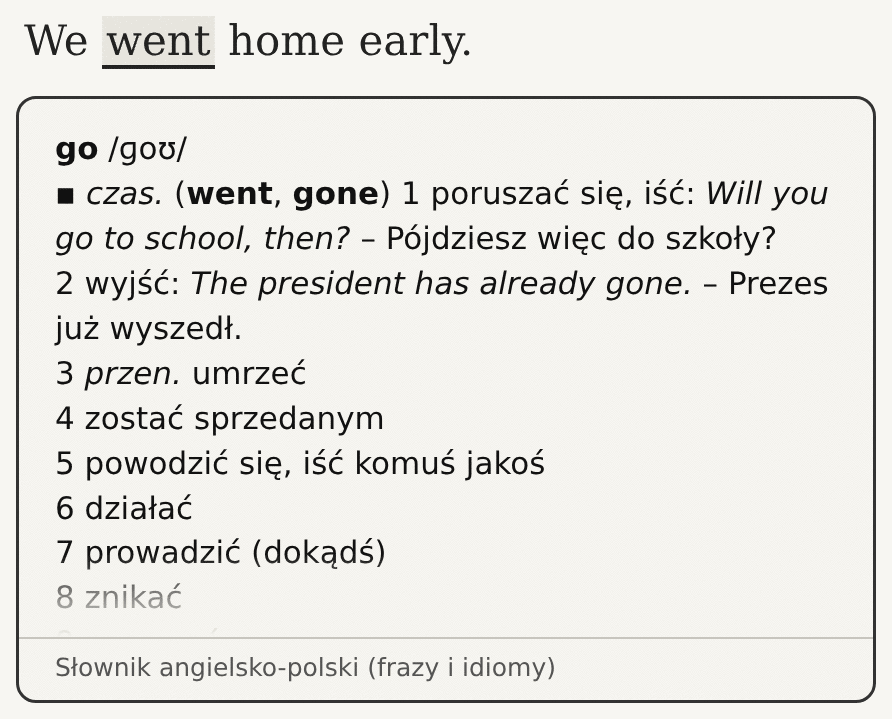 We went home early.
go /ɡoʊ/
▪ czas. (went, gone) 1 poruszać się, iść: Will you
go to school, then? – Pójdziesz więc do szkoły?
2 wyjść: The president has already gone. – Prezes
już wyszedł.
3 przen. umrzeć
4 zostać sprzedanym
5 powodzić się, iść komuś jakoś
6 działać
7 prowadzić (dokądś)
8 znikać
Słownik angielsko-polski (frazy i idiomy)